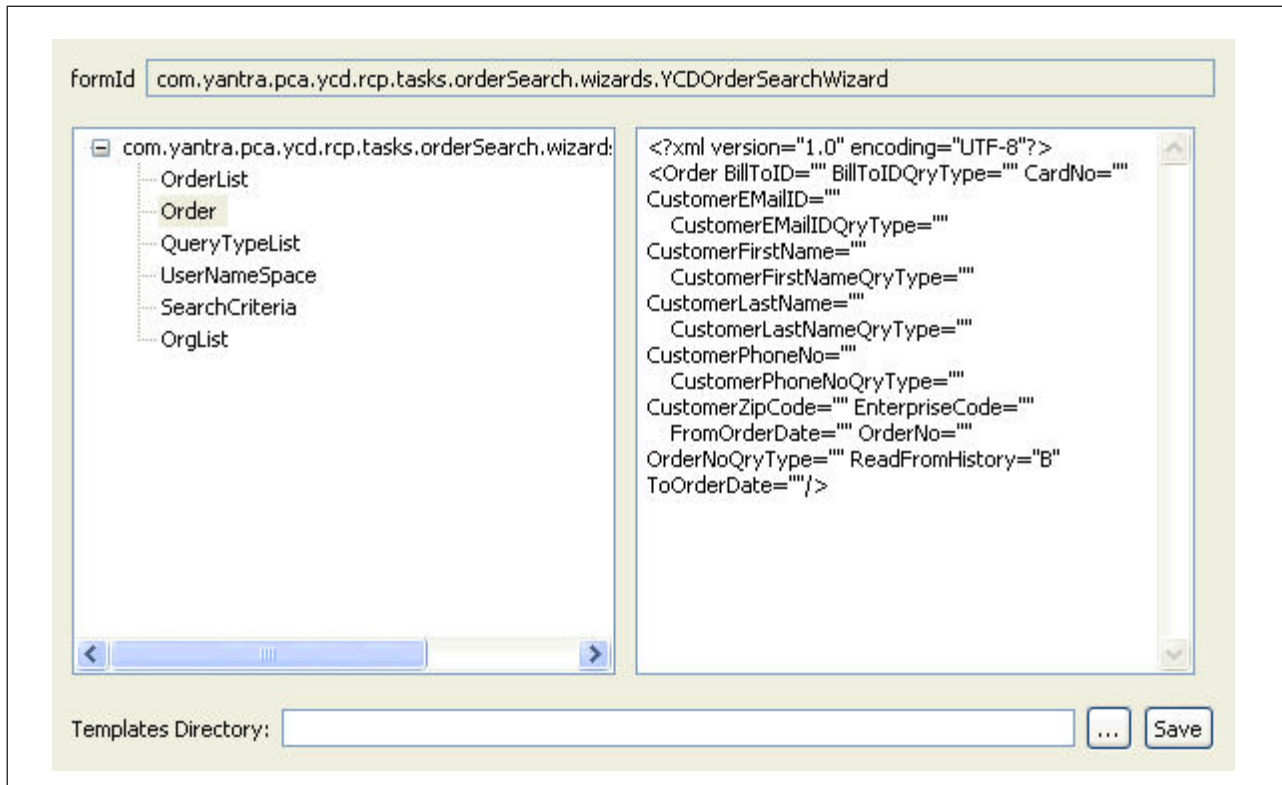 formId com.yantra.pca.ycd.rcp.tasks.orderSearch.wizards.YCDOrderSearchWizard
com.yantra.pca.ycd.rcp.tasks.orderSearch.wizard:
OrderList
Order
QueryTypeList
UserNameSpace
SearchCriteria
OrgList
<?xml version="1.0" encoding="UTF-8"?>
<Order BillToID="" BillToIDQryType="" CardNo=""
CustomerEMailID=""
CustomerEMailIDQryType=""
CustomerFirstName=""
CustomerFirstNameQryType=""
CustomerLastName=""
CustomerLastNameQryType=""
CustomerPhoneNo=""
CustomerPhoneNoQryType=""
CustomerZipCode="" EnterpriseCode=""
FromOrderDate="" OrderNo=""
OrderNoQryType="" ReadFromHistory="B"
ToOrderDate=""/>
Templates Directory: ... Save